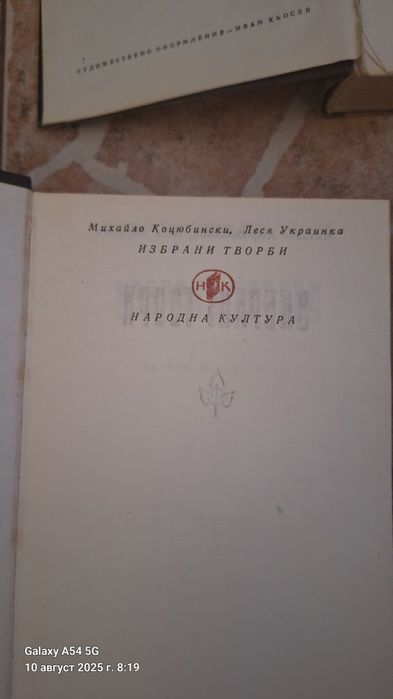 ХУДОЖЕСТВЕНО ОФОРМЛЕНИЕ — ИВАН КЬОСЕВ
Михайло Коцюбински, Леся Украинка
ИЗБРАНИ ТВОРБИ
НК
НАРОДНА КУЛТУРА
Galaxy A54 5G
10 август 2025 г. 8:19